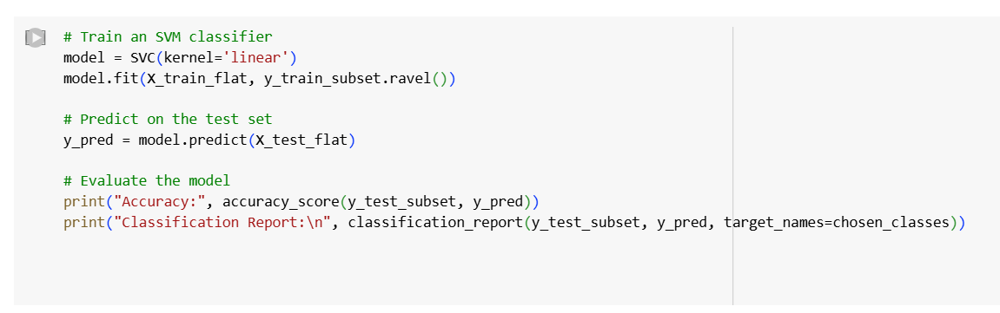 # Train an SVM classifier
model = SVC(kernel='linear')
model.fit(X_train_flat, y_train_subset.ravel())
# Predict on the test set
y_pred = model.predict(X_test_flat)
# Evaluate the model
print("Accuracy:", accuracy_score(y_test_subset, y_pred))
print("Classification Report:\n", classification_report(y_test_subset, y_pred, target_names=chosen_classes))